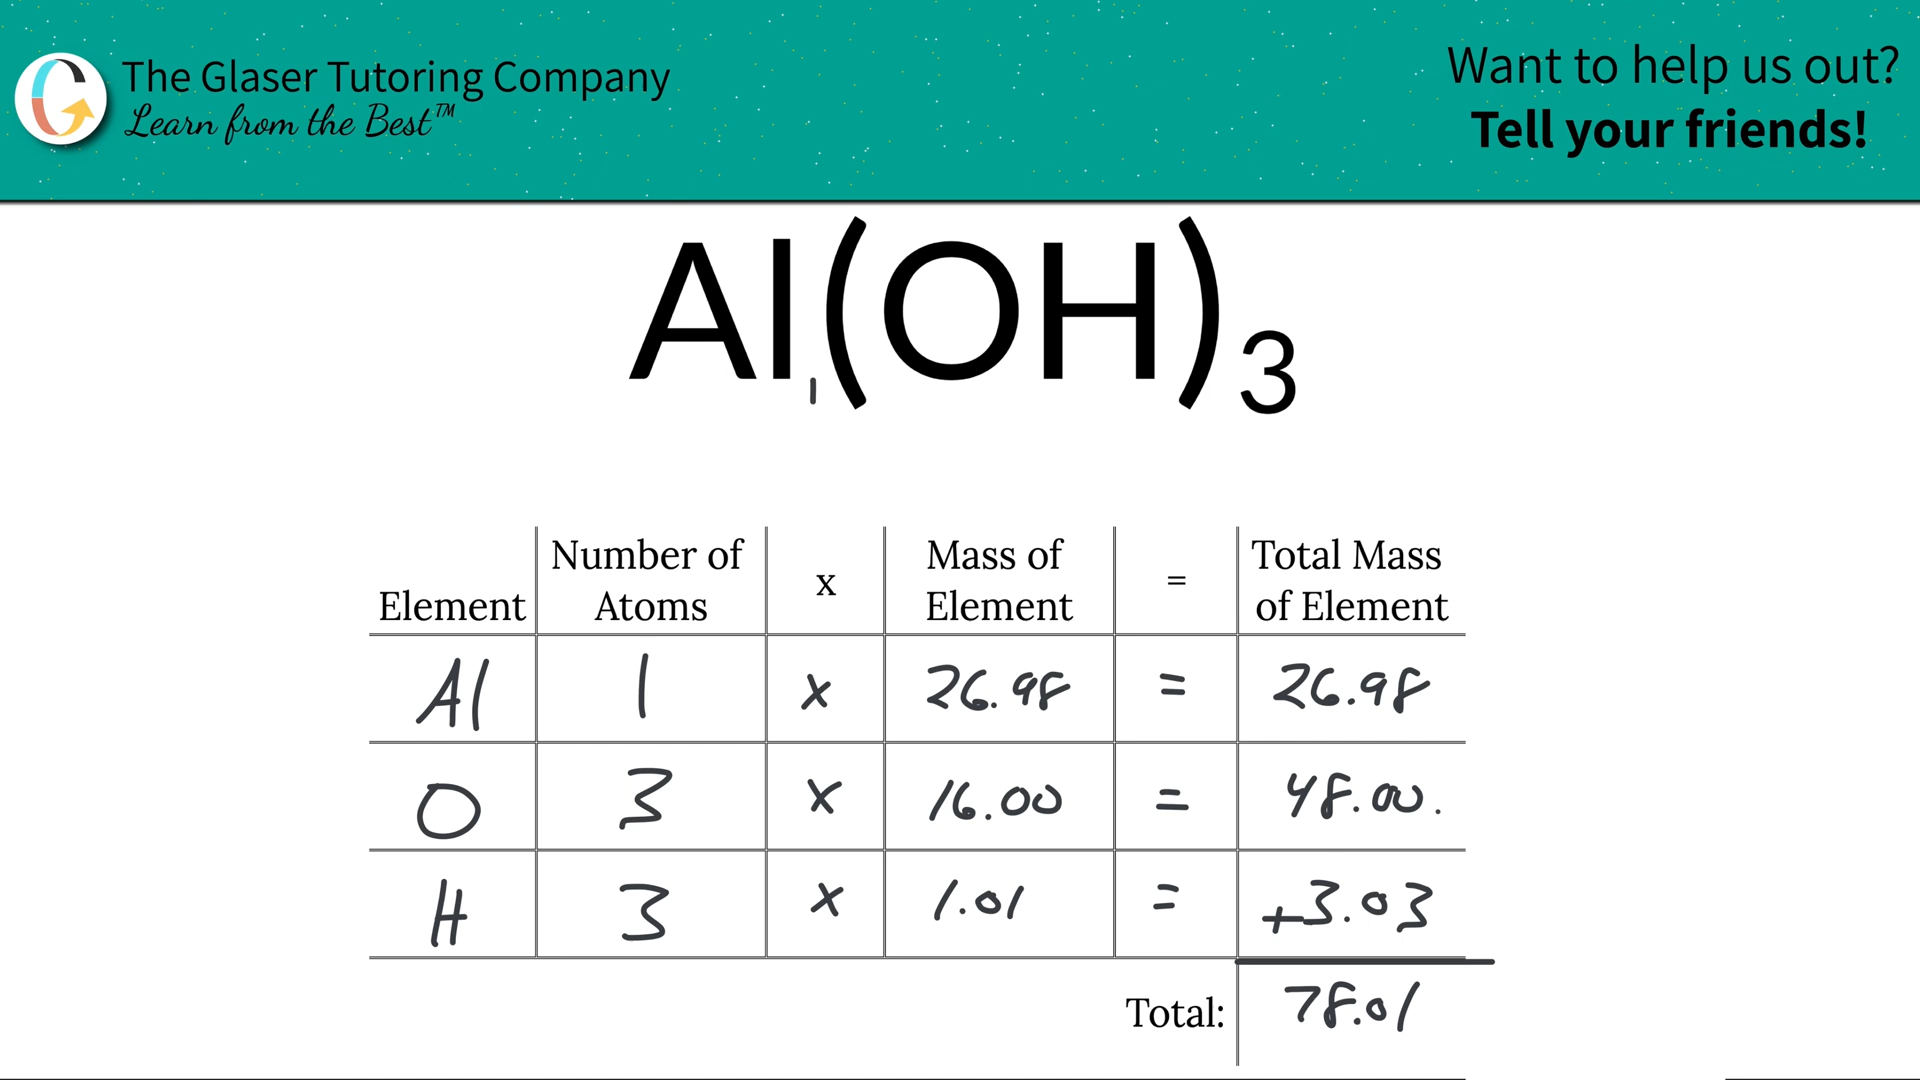 The Glaser Tutoring Company
Learn from the Best™
Want to help us out?
Tell your friends!
Al₁(OH)₃
Element Number of Atoms x Mass of Element = Total Mass of Element
Al 1 x 26.98 = 26.98
O 3 x 16.00 = 48.00.
H 3 x 1.01 = +3.03
Total: 78.01